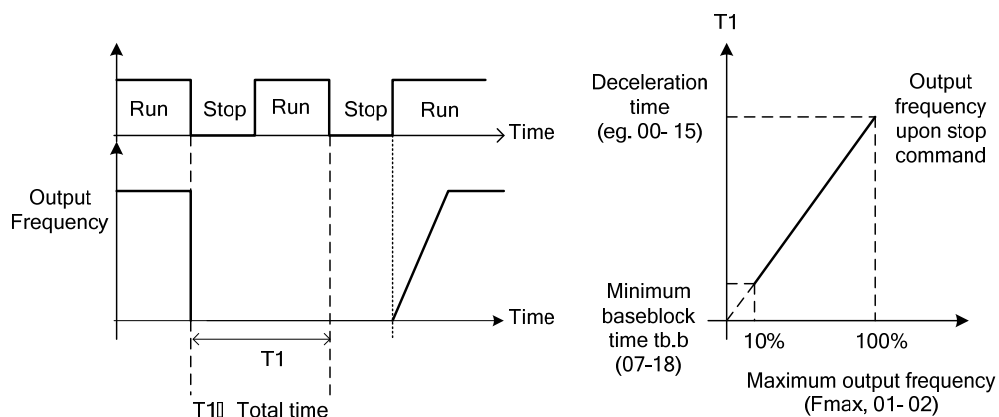 Run
Stop
Run
Stop
Run
Time
Output
Frequency
Time
T1
T1▯ Total time
T1
Deceleration
time
(eg. 00- 15)
Output
frequency
upon stop
command
Minimum
baseblock
time tb.b
(07-18)
10%
100%
Maximum output frequency
(Fmax, 01- 02)